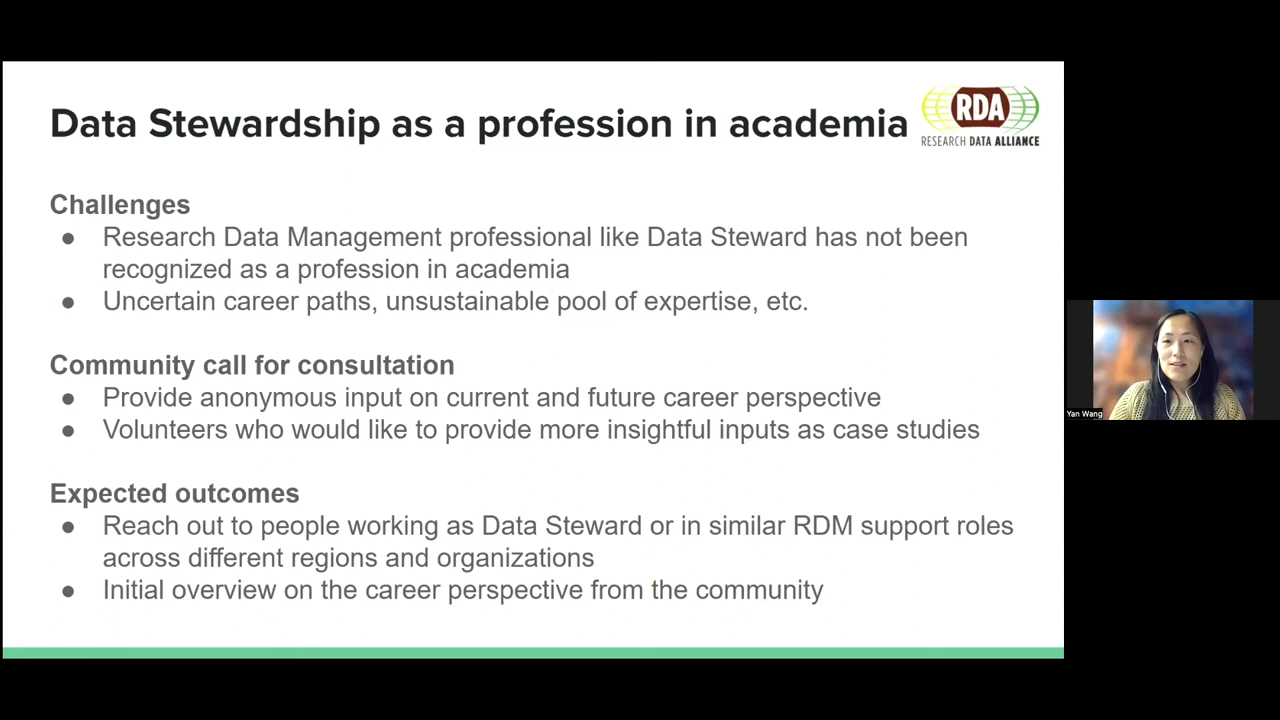 Data Stewardship as a profession in academia
RDA
RESEARCH DATA ALLIANCE
Challenges
● Research Data Management professional like Data Steward has not been
recognized as a profession in academia
● Uncertain career paths, unsustainable pool of expertise, etc.
Community call for consultation
● Provide anonymous input on current and future career perspective
● Volunteers who would like to provide more insightful inputs as case studies
Expected outcomes
● Reach out to people working as Data Steward or in similar RDM support roles
across different regions and organizations
● Initial overview on the career perspective from the community
Yan Wang